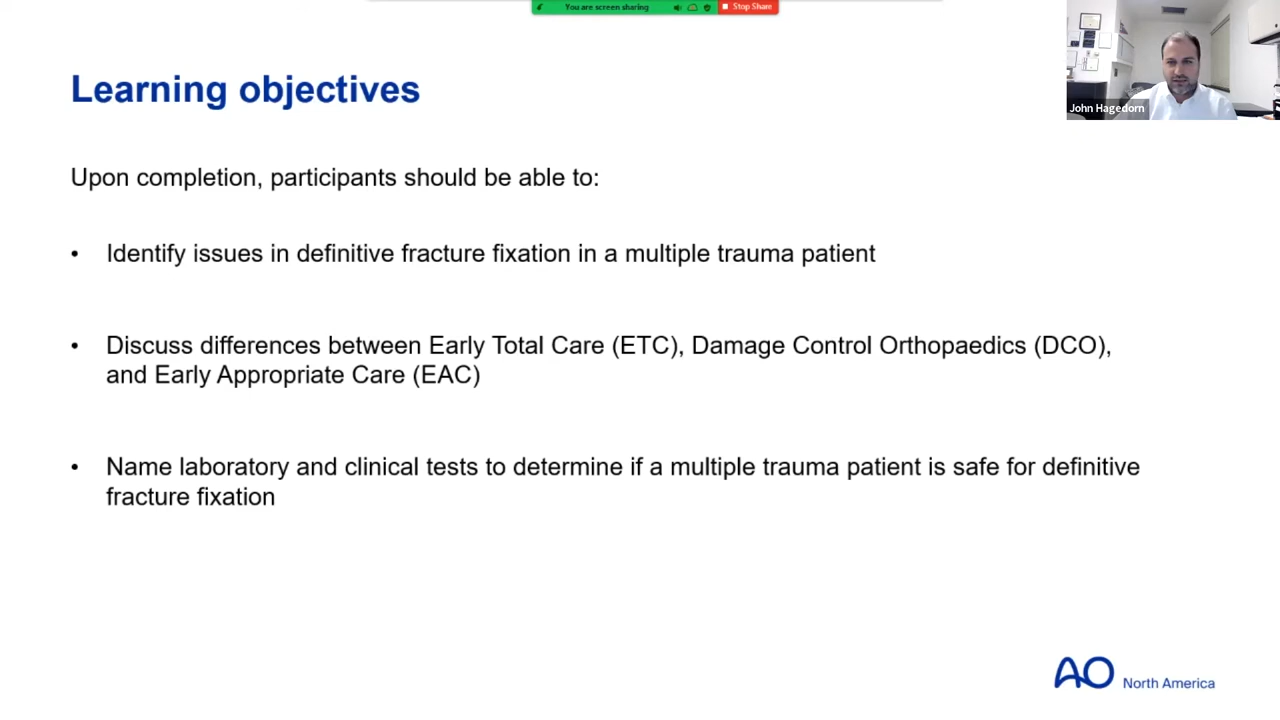 You are screen sharing
Stop Share
Learning objectives
John Hagedorn
Upon completion, participants should be able to:
• Identify issues in definitive fracture fixation in a multiple trauma patient
• Discuss differences between Early Total Care (ETC), Damage Control Orthopaedics (DCO),
and Early Appropriate Care (EAC)
• Name laboratory and clinical tests to determine if a multiple trauma patient is safe for definitive
fracture fixation
AO North America